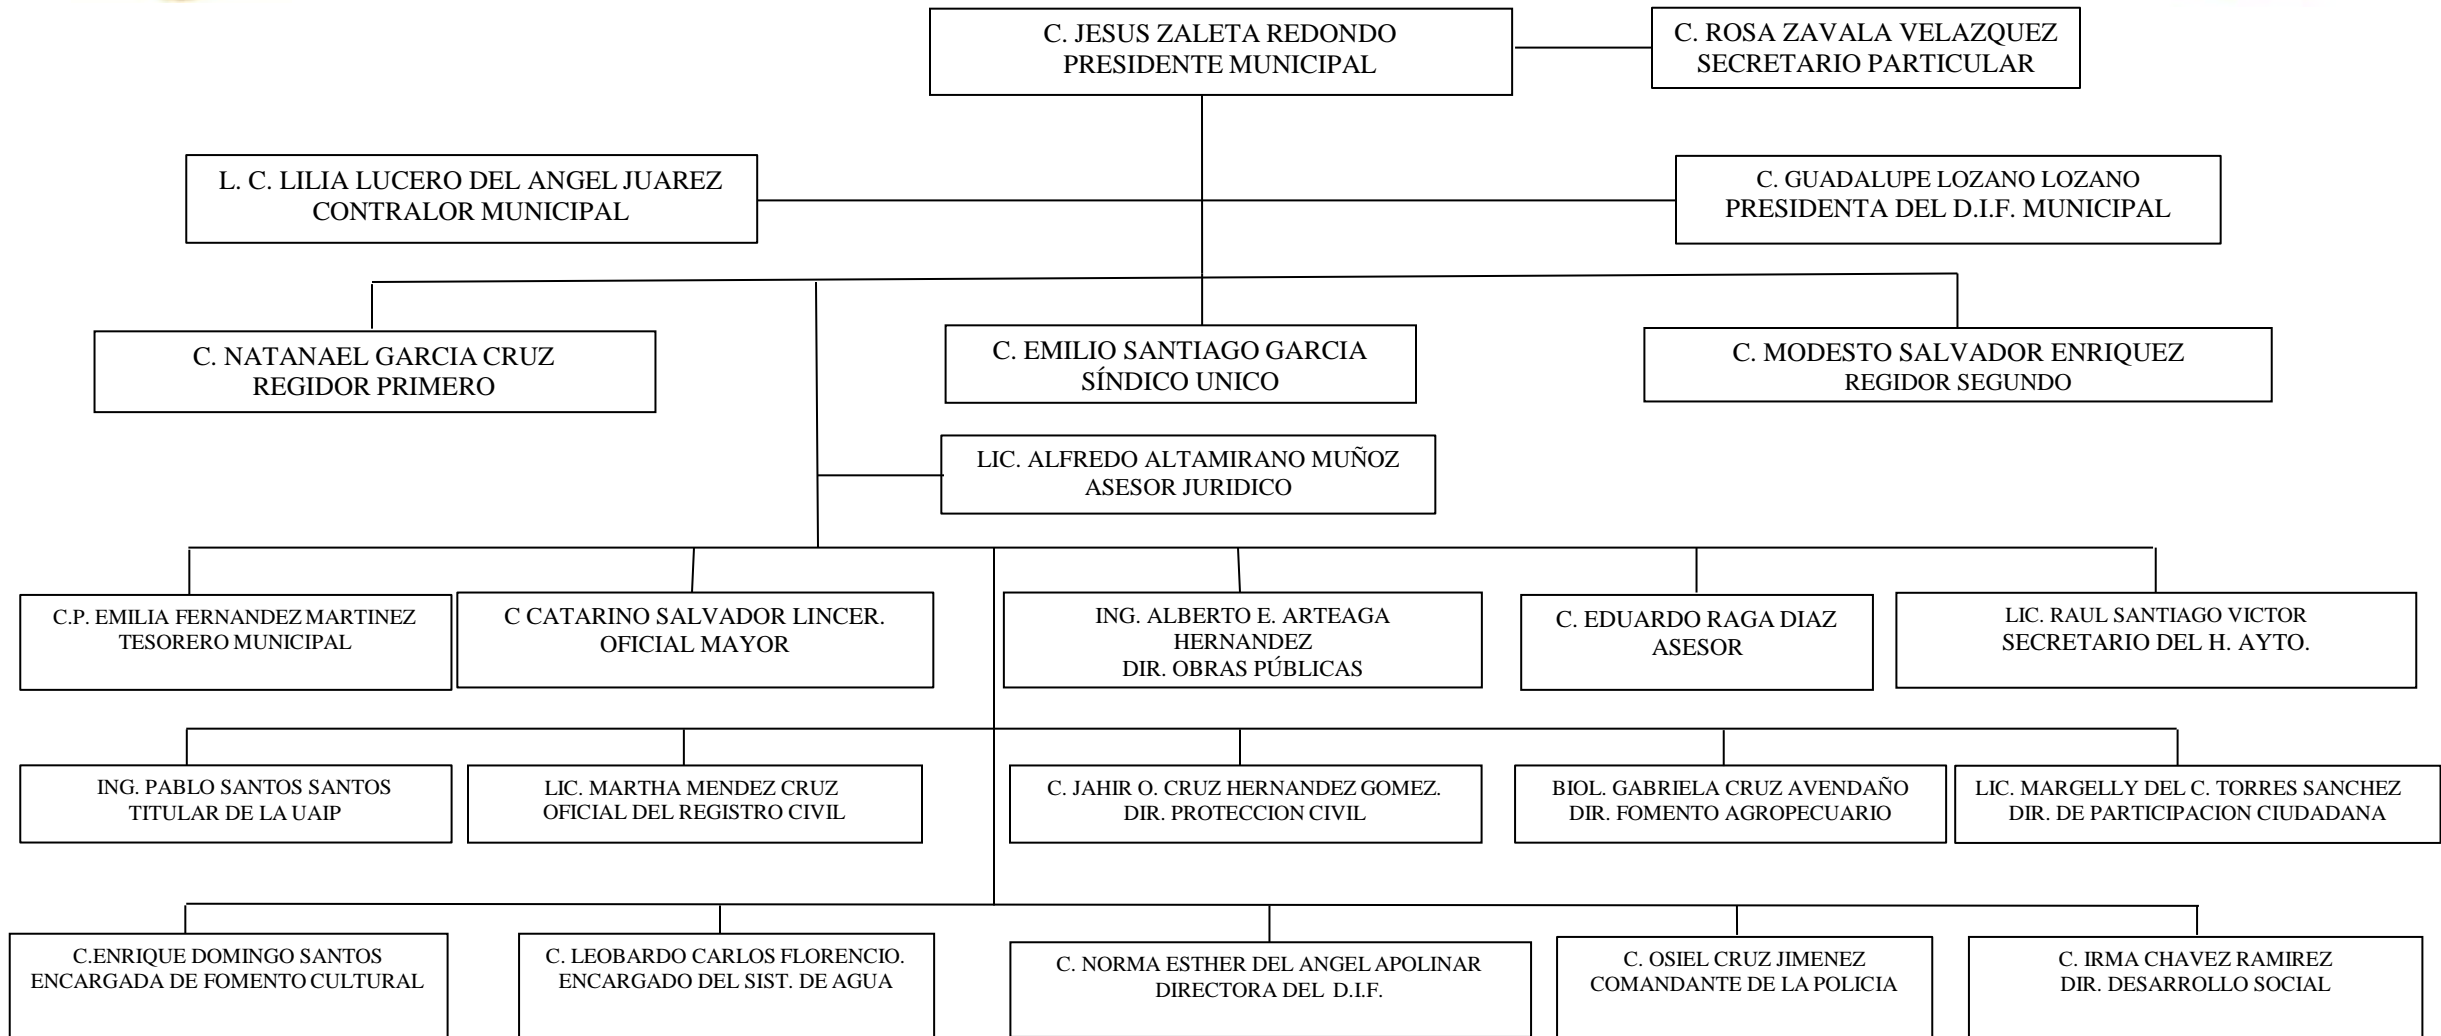 C. JESUS ZALETA REDONDO
PRESIDENTE MUNICIPAL
C. ROSA ZAVALA VELAZQUEZ
SECRETARIO PARTICULAR
L. C. LILIA LUCERO DEL ANGEL JUAREZ
CONTRALOR MUNICIPAL
C. GUADALUPE LOZANO LOZANO
PRESIDENTA DEL D.I.F. MUNICIPAL
C. NATANAEL GARCIA CRUZ
REGIDOR PRIMERO
C. EMILIO SANTIAGO GARCIA
SÍNDICO UNICO
C. MODESTO SALVADOR ENRIQUEZ
REGIDOR SEGUNDO
LIC. ALFREDO ALTAMIRANO MUÑOZ
ASESOR JURIDICO
C.P. EMILIA FERNANDEZ MARTINEZ
TESORERO MUNICIPAL
C CATARINO SALVADOR LINCER.
OFICIAL MAYOR
ING. ALBERTO E. ARTEAGA
HERNANDEZ
DIR. OBRAS PÚBLICAS
C. EDUARDO RAGA DIAZ
ASESOR
LIC. RAUL SANTIAGO VICTOR
SECRETARIO DEL H. AYTO.
ING. PABLO SANTOS SANTOS
TITULAR DE LA UAIP
LIC. MARTHA MENDEZ CRUZ
OFICIAL DEL REGISTRO CIVIL
C. JAHIR O. CRUZ HERNANDEZ GOMEZ.
DIR. PROTECCION CIVIL
BIOL. GABRIELA CRUZ AVENDAÑO
DIR. FOMENTO AGROPECUARIO
LIC. MARGELLY DEL C. TORRES SANCHEZ
DIR. DE PARTICIPACION CIUDADANA
C.ENRIQUE DOMINGO SANTOS
ENCARGADA DE FOMENTO CULTURAL
C. LEOBARDO CARLOS FLORENCIO.
ENCARGADO DEL SIST. DE AGUA
C. NORMA ESTHER DEL ANGEL APOLINAR
DIRECTORA DEL D.I.F.
C. OSIEL CRUZ JIMENEZ
COMANDANTE DE LA POLICIA
C. IRMA CHAVEZ RAMIREZ
DIR. DESARROLLO SOCIAL